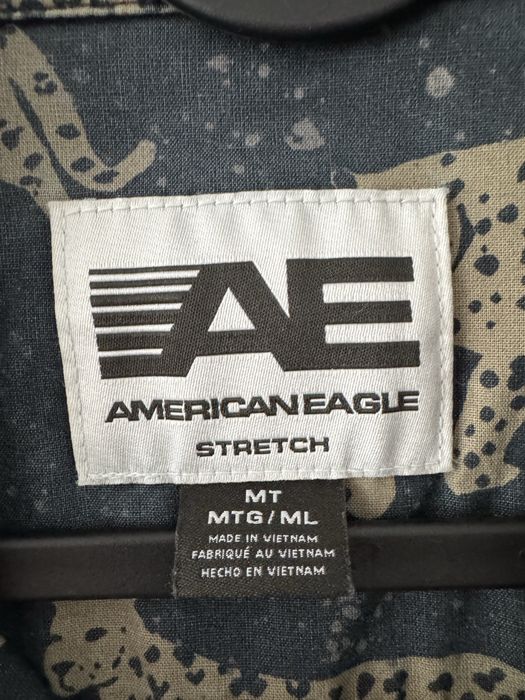 AE
AMERICAN EAGLE
STRETCH
MT
MTG/ML
MADE IN VIETNAM
FABRIQUÉ AU VIETNAM
HECHO EN VIETNAM